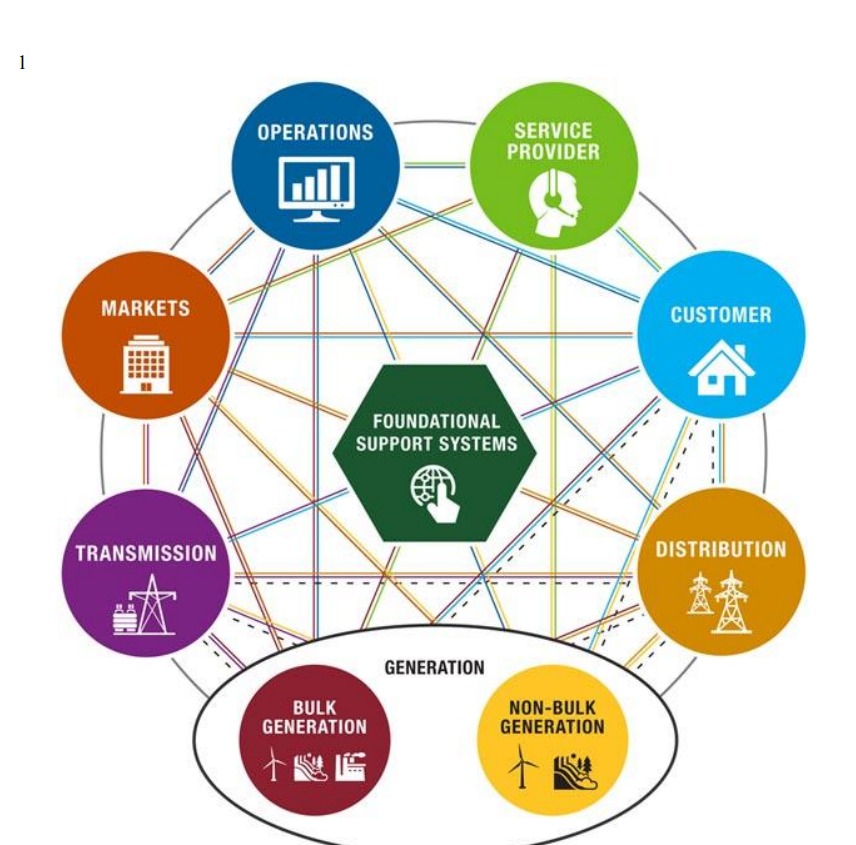 1
OPERATIONS
SERVICE
PROVIDER
MARKETS
CUSTOMER
FOUNDATIONAL
SUPPORT SYSTEMS
TRANSMISSION
DISTRIBUTION
GENERATION
BULK
GENERATION
NON-BULK
GENERATION